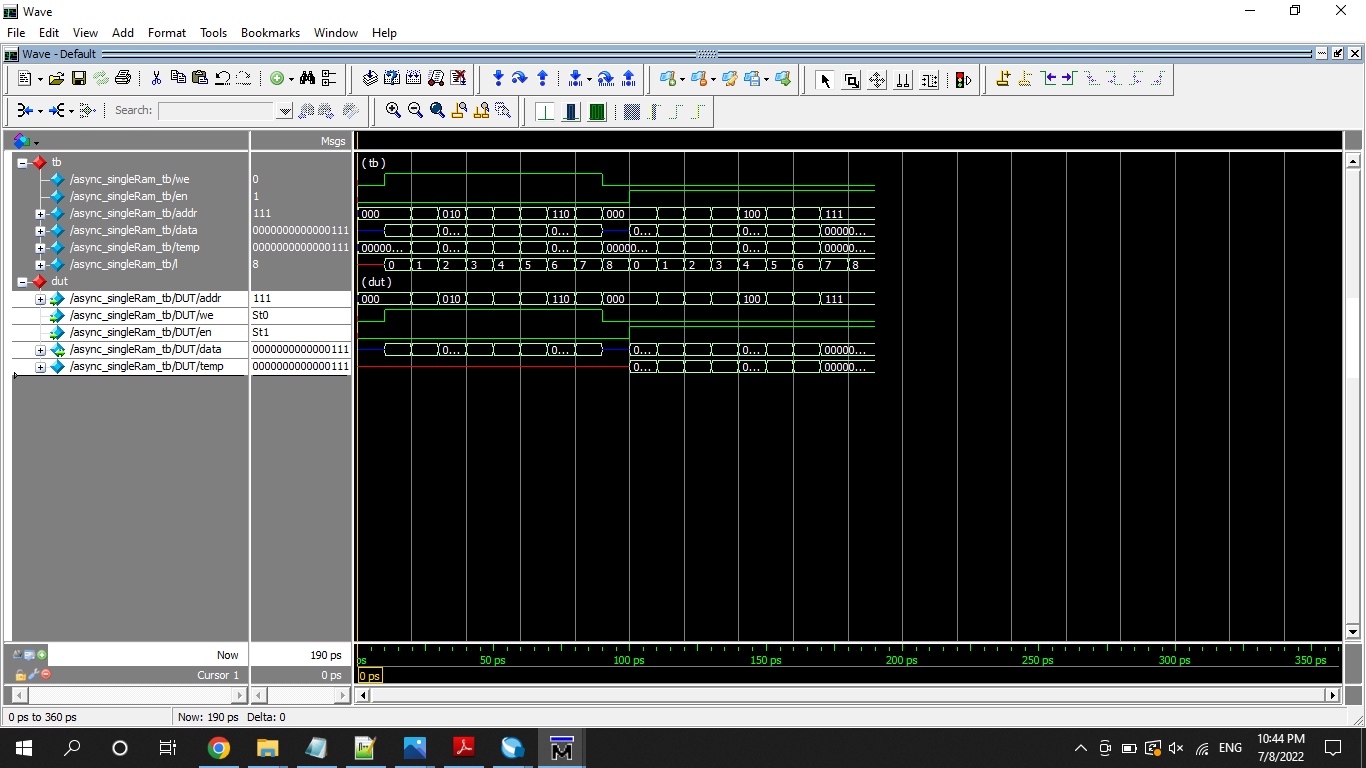 Wave
File Edit View Add Format Tools Bookmarks Window Help
Wave - Default
Search:
Msgs
tb ( tb )
/async_singleRam_tb/we 0
/async_singleRam_tb/en 1
/async_singleRam_tb/addr 111 000 010 110 000 100 111
/async_singleRam_tb/data 0000000000000111 0... 0... 0... 0... 00000...
/async_singleRam_tb/temp 0000000000000111 00000... 0... 0... 00000... 0... 00000...
/async_singleRam_tb/l 8 0 1 2 3 4 5 6 7 8 0 1 2 3 4 5 6 7 8
dut ( dut )
/async_singleRam_tb/DUT/addr 111 000 010 110 000 100 111
/async_singleRam_tb/DUT/we St0
/async_singleRam_tb/DUT/en St1
/async_singleRam_tb/DUT/data 0000000000000111 0... 0... 0... 0... 00000...
/async_singleRam_tb/DUT/temp 0000000000000111 0... 0... 00000...
Now 190 ps ps 50 ps 100 ps 150 ps 200 ps 250 ps 300 ps 350 ps
Cursor 1 0 ps 0 ps
0 ps to 360 ps Now: 190 ps Delta: 0
ENG 10:44 PM
7/8/2022